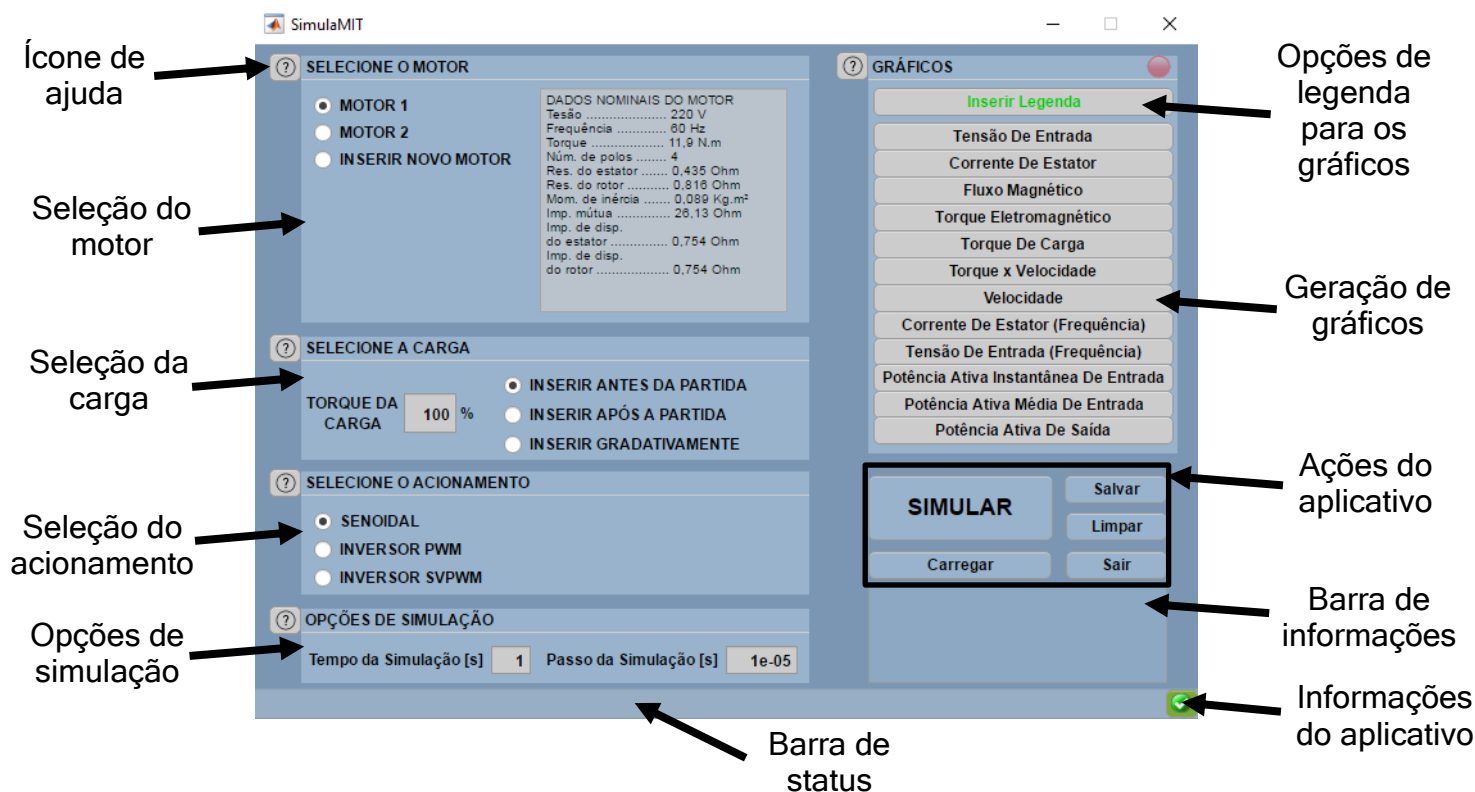 SimulaMIT
Ícone de
ajuda
Seleção do
motor
Seleção da
carga
Seleção do
acionamento
Opções de
simulação
SELECIONE O MOTOR
MOTOR 1
MOTOR 2
INSERIR NOVO MOTOR
DADOS NOMINAIS DO MOTOR
Tesão .................... 220 V
Frequência ............ 60 Hz
Torque .................. 11,9 N.m
Núm. de polos ........ 4
Res. do estator ....... 0,435 Ohm
Res. do rotor ........... 0,816 Ohm
Mom. de inércia ....... 0,089 Kg.m²
Imp. mútua ............. 26,13 Ohm
Imp. de disp.
do estator .............. 0,754 Ohm
Imp. de disp.
do rotor .................. 0,754 Ohm
SELECIONE A CARGA
TORQUE DA
CARGA
100 %
INSERIR ANTES DA PARTIDA
INSERIR APÓS A PARTIDA
INSERIR GRADATIVAMENTE
SELECIONE O ACIONAMENTO
SENOIDAL
INVERSOR PWM
INVERSOR SVPWM
OPÇÕES DE SIMULAÇÃO
Tempo da Simulação [s] 1 Passo da Simulação [s] 1e-05
GRÁFICOS
Inserir Legenda
Tensão De Entrada
Corrente De Estator
Fluxo Magnético
Torque Eletromagnético
Torque De Carga
Torque x Velocidade
Velocidade
Corrente De Estator (Frequência)
Tensão De Entrada (Frequência)
Potência Ativa Instantânea De Entrada
Potência Ativa Média De Entrada
Potência Ativa De Saída
SIMULAR
Salvar
Limpar
Carregar
Sair
Opções de
legenda
para os
gráficos
Geração de
gráficos
Ações do
aplicativo
Barra de
informações
Informações
do aplicativo
Barra de
status